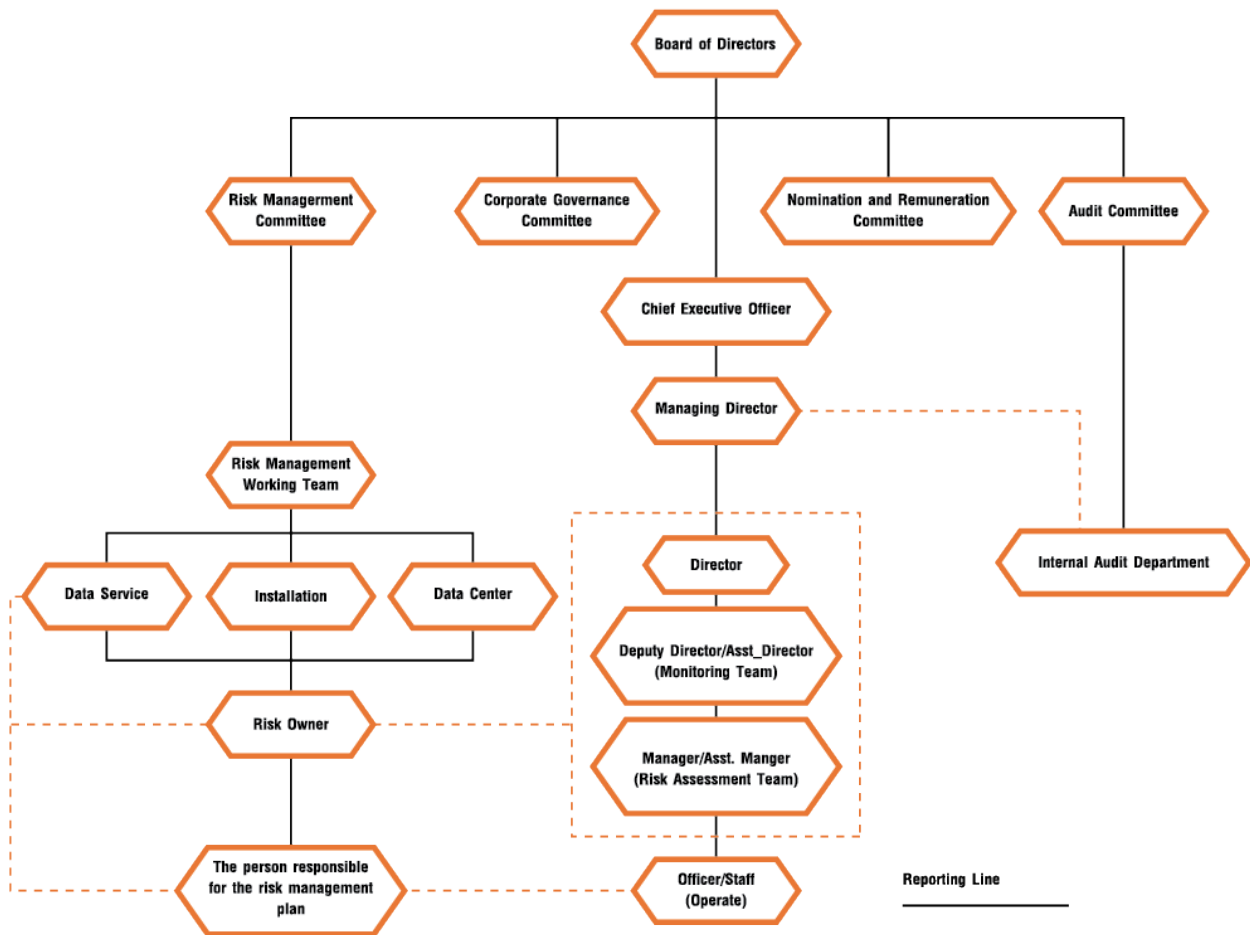 Board of Directors
Risk Management
Committee
Corporate Governance
Committee
Nomination and Remuneration
Committee
Audit Committee
Chief Executive Officer
Managing Director
Risk Management
Working Team
Data Service
Installation
Data Center
Director
Internal Audit Department
Deputy Director/Asst_Director
(Monitoring Team)
Risk Owner
Manager/Asst. Manger
(Risk Assessment Team)
The person responsible
for the risk management
plan
Officer/Staff
(Operate)
Reporting Line